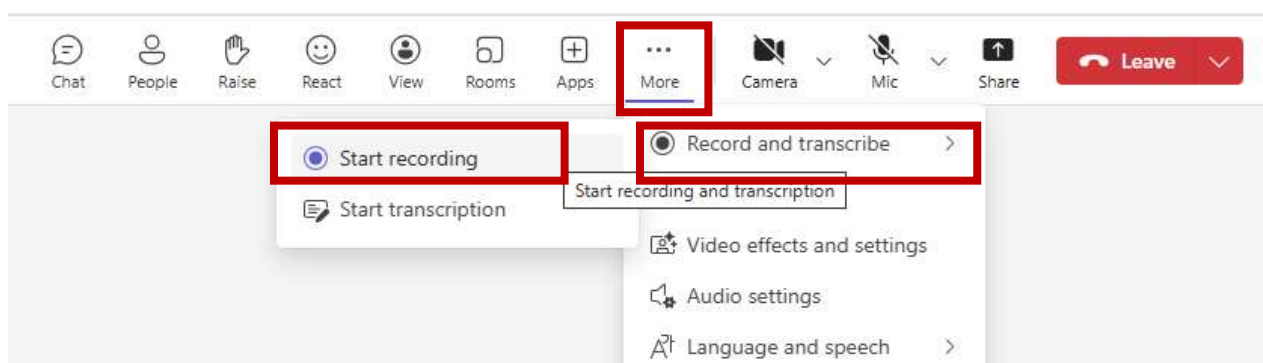 Chat People Raise React View Rooms Apps More Camera Mic Share Leave
Record and transcribe
Start recording
Start recording and transcription
Start transcription
Video effects and settings
Audio settings
Language and speech